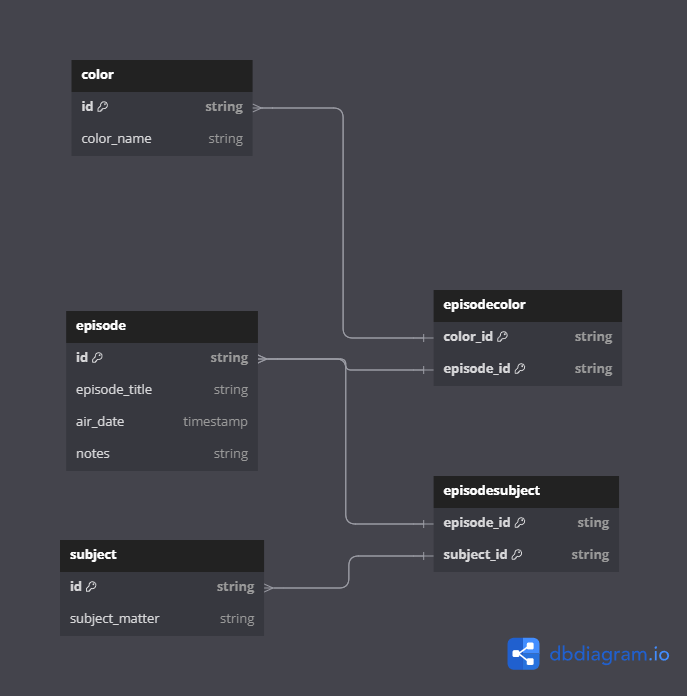 color
id string
color_name string
episode
id string
episode_title string
air_date timestamp
notes string
subject
id string
subject_matter string
episodecolor
color_id string
episode_id string
episodesubject
episode_id sting
subject_id string
dbdiagram.io